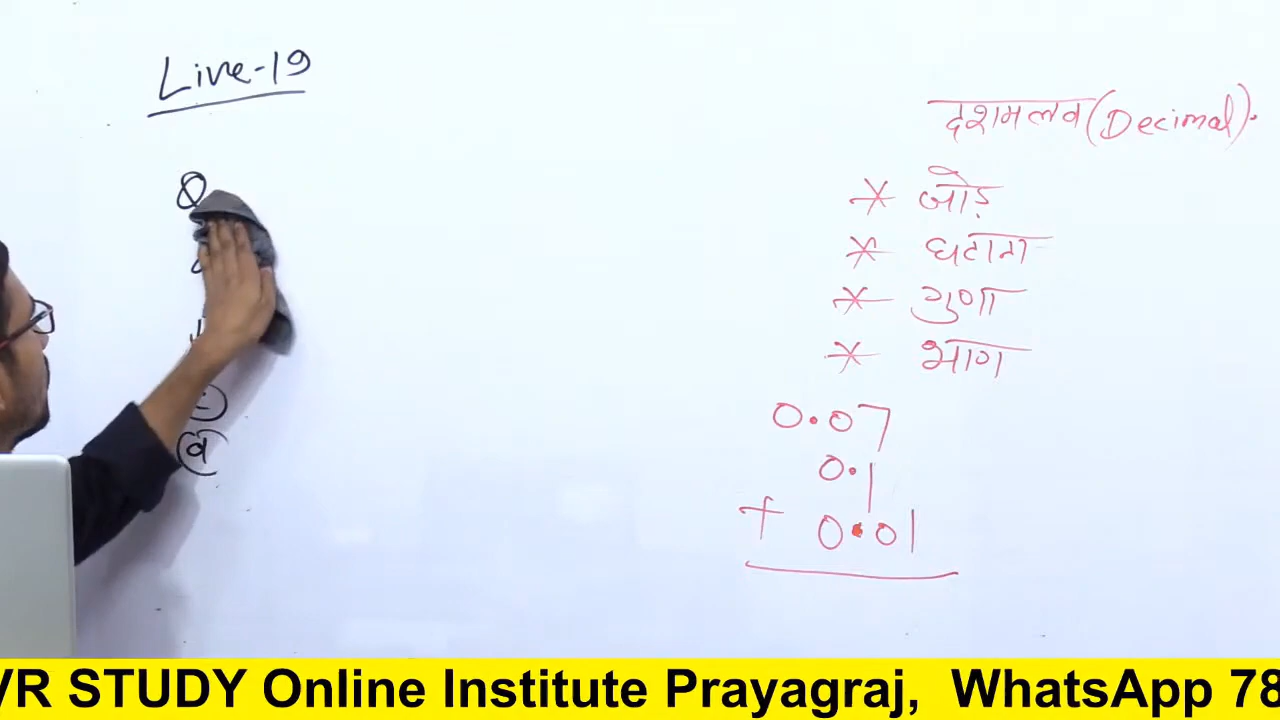 Live-19
Q
दशमलव (Decimal).
* जोड़
* घटाना
* गुणा
* भाग
0.07
0.1
+ 0.01
VR STUDY Online Institute Prayagraj, WhatsApp 78